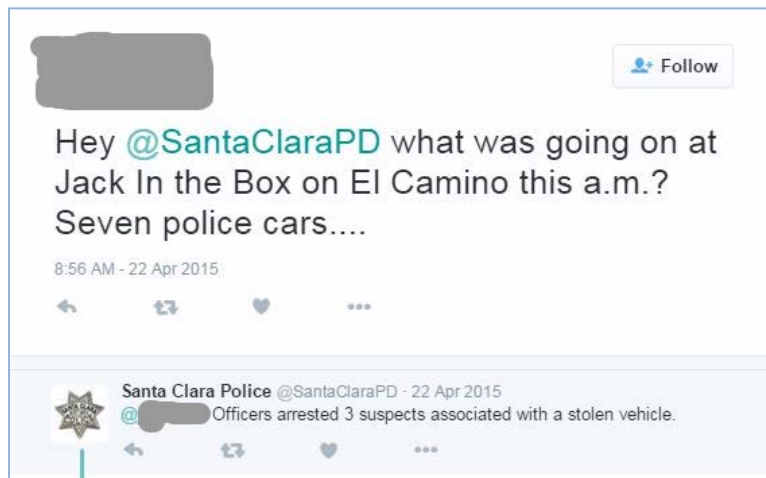 Follow
Hey @SantaClaraPD what was going on at
Jack In the Box on El Camino this a.m.?
Seven police cars....
8:56 AM - 22 Apr 2015
Santa Clara Police @SantaClaraPD · 22 Apr 2015
@ Officers arrested 3 suspects associated with a stolen vehicle.